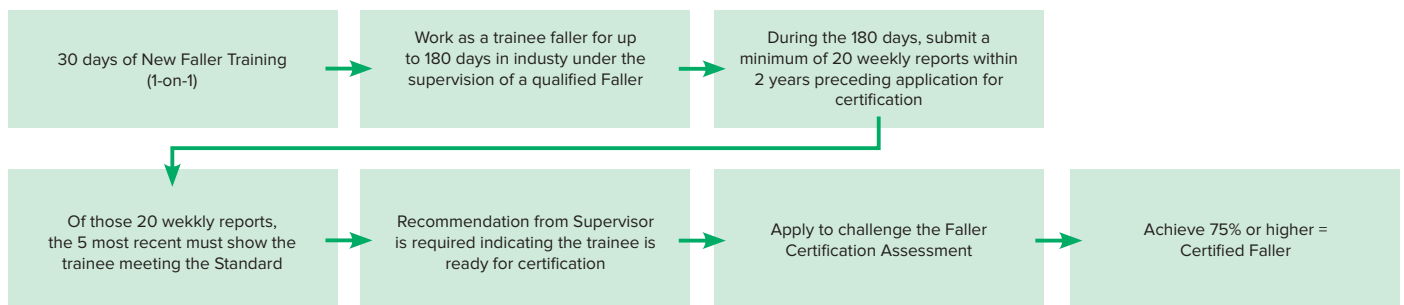 30 days of New Faller Training
(1-on-1)
Work as a trainee faller for up
to 180 days in industy under the
supervision of a qualified Faller
During the 180 days, submit a
minimum of 20 weekly reports within
2 years preceding application for
certification
Of those 20 wekkly reports,
the 5 most recent must show the
trainee meeting the Standard
Recommendation from Supervisor
is required indicating the trainee is
ready for certification
Apply to challenge the Faller
Certification Assessment
Achieve 75% or higher =
Certified Faller